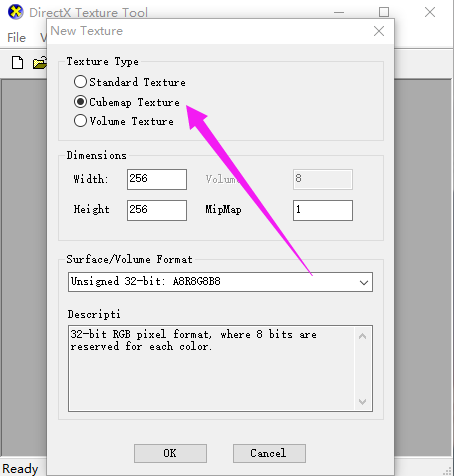 DirectX Texture Tool
File V
New Texture
Texture Type
Standard Texture
Cubemap Texture
Volume Texture
Dimensions
Width: 256 Volume 8
Height 256 MipMap 1
Surface/Volume Format
Unsigned 32-bit: A8R8G8B8
Descripti
32-bit RGB pixel format, where 8 bits are
reserved for each color.
OK Cancel
Ready